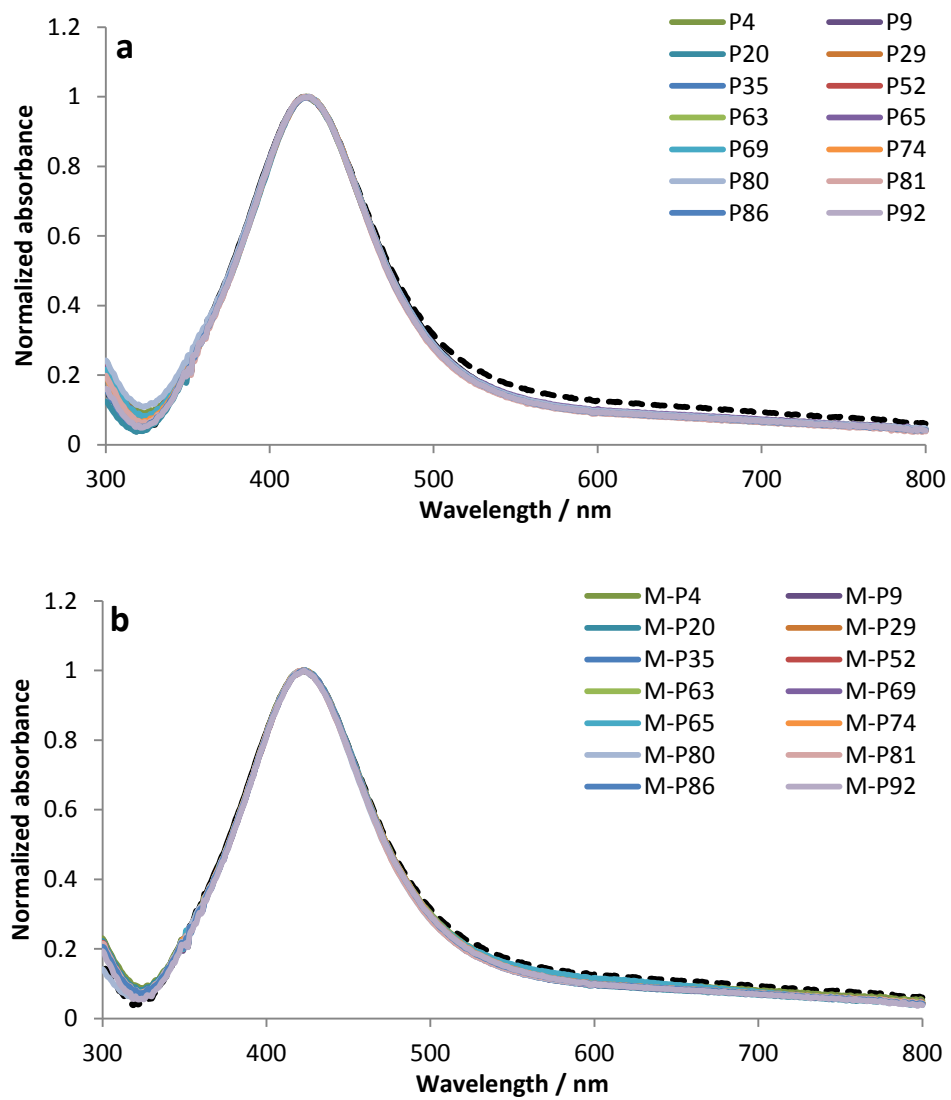 a
1.2
1
0.8
0.6
0.4
0.2
0
Normalized absorbance
P4 P9
P20 P29
P35 P52
P63 P65
P69 P74
P80 P81
P86 P92
300 400 500 600 700 800
Wavelength / nm
b
1.2
1
0.8
0.6
0.4
0.2
0
Normalized absorbance
M-P4 M-P9
M-P20 M-P29
M-P35 M-P52
M-P63 M-P69
M-P65 M-P74
M-P80 M-P81
M-P86 M-P92
300 400 500 600 700 800
Wavelength / nm